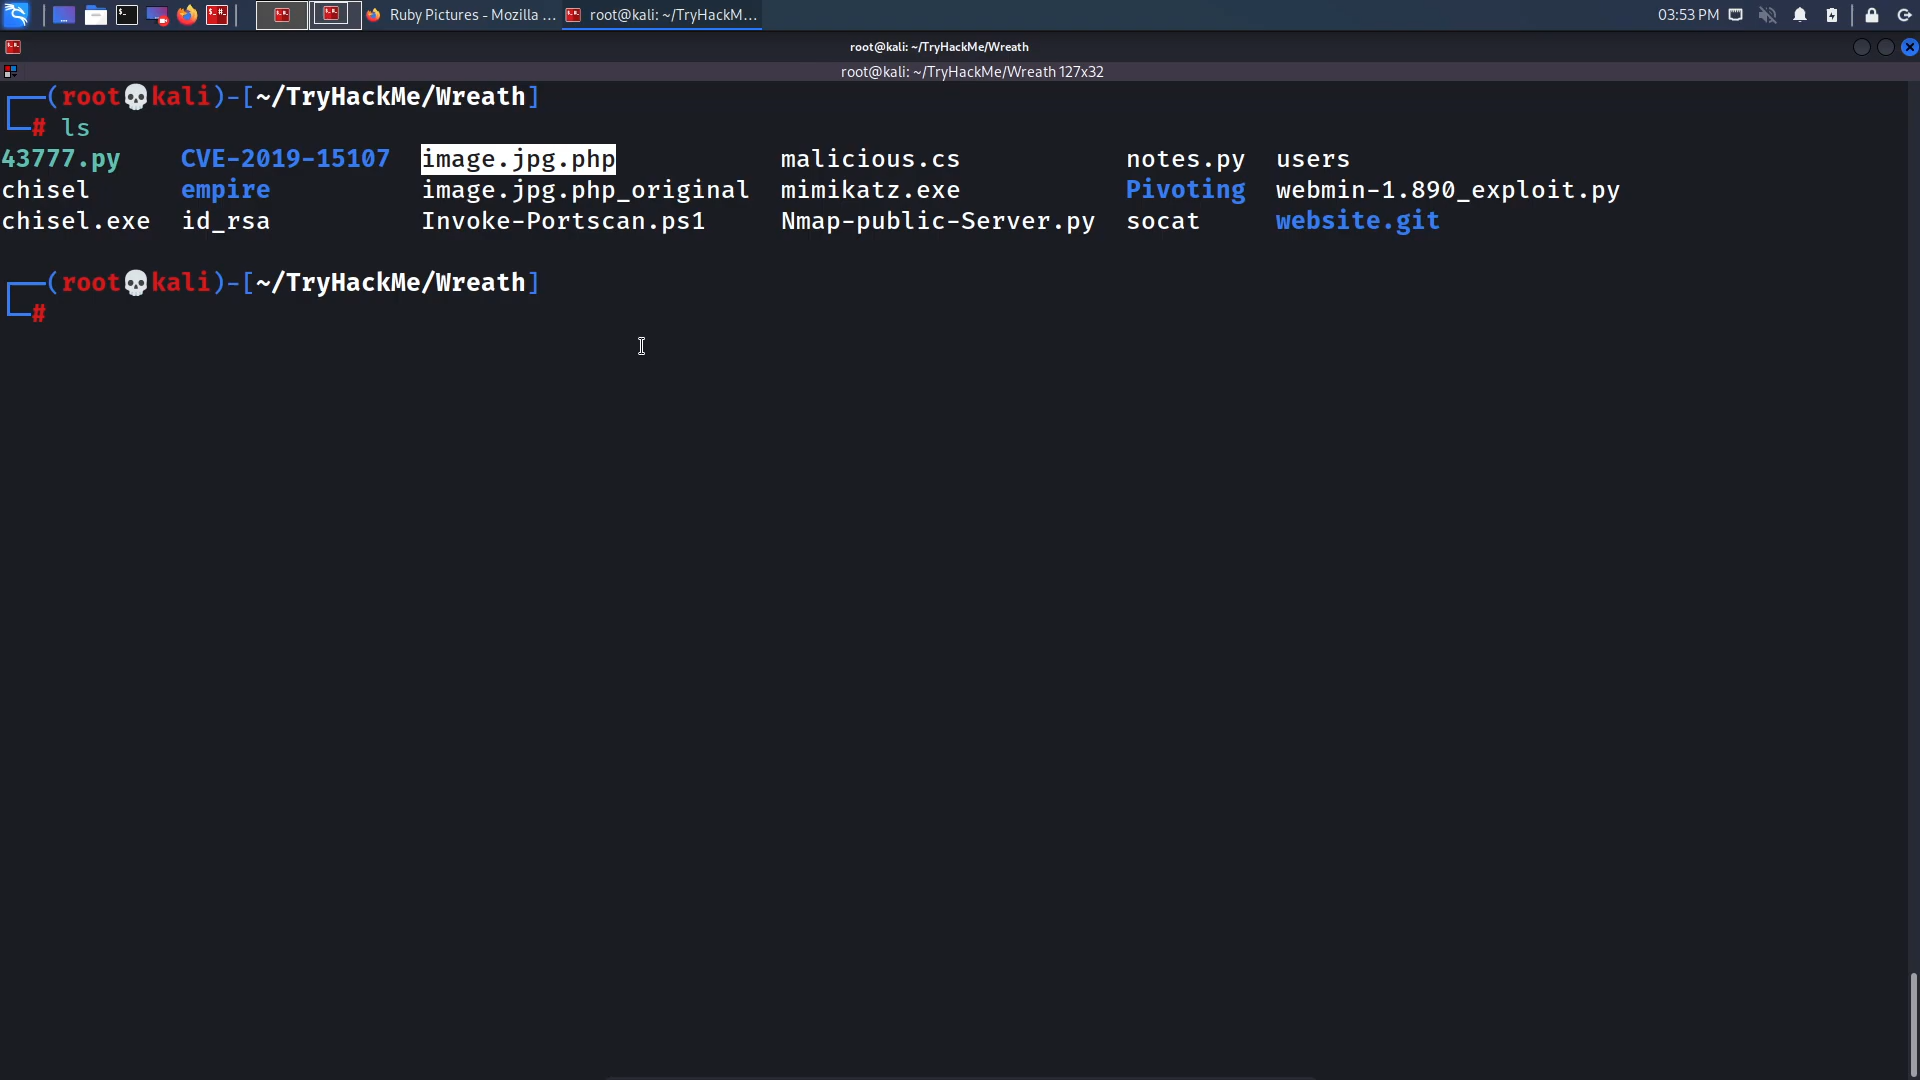 Ruby Pictures - Mozilla ... root@kali: ~/TryHackM... 03:53 PM
root@kali: ~/TryHackMe/Wreath
root@kali: ~/TryHackMe/Wreath 127x32
┌──(root💀kali)-[~/TryHackMe/Wreath]
└─# ls
43777.py CVE-2019-15107 image.jpg.php malicious.cs notes.py users
chisel empire image.jpg.php_original mimikatz.exe Pivoting webmin-1.890_exploit.py
chisel.exe id_rsa Invoke-Portscan.ps1 Nmap-public-Server.py socat website.git
┌──(root💀kali)-[~/TryHackMe/Wreath]
└─#